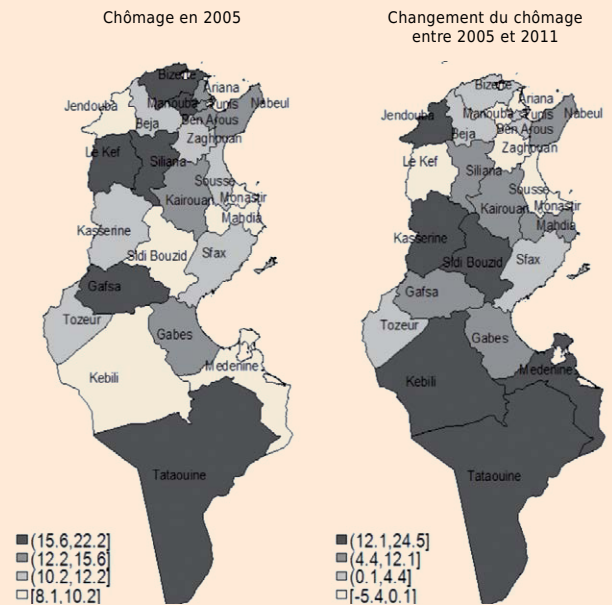 Chômage en 2005
Bizerte
Ariana
Jendouba
Manouba
Tunis
Nabeul
Beja
Ben Arous
Zaghouan
Le Kef
Siliana
Sousse
Kairouan
Monastir
Mahdia
Kasserine
Sidi Bouzid
Sfax
Gafsa
Tozeur
Gabes
Kebili
Medenine
Tataouine
(15.6,22.2]
(12.2,15.6]
(10.2,12.2]
[8.1,10.2]
Changement du chômage
entre 2005 et 2011
Bizerte
Ariana
Jendouba
Manouba
Tunis
Nabeul
Beja
Ben Arous
Zaghouan
Le Kef
Siliana
Sousse
Kairouan
Monastir
Mahdia
Kasserine
Sidi Bouzid
Sfax
Gafsa
Tozeur
Gabes
Kebili
Medenine
Tataouine
(12.1,24.5]
(4.4,12.1]
(0.1,4.4]
[-5.4,0.1]